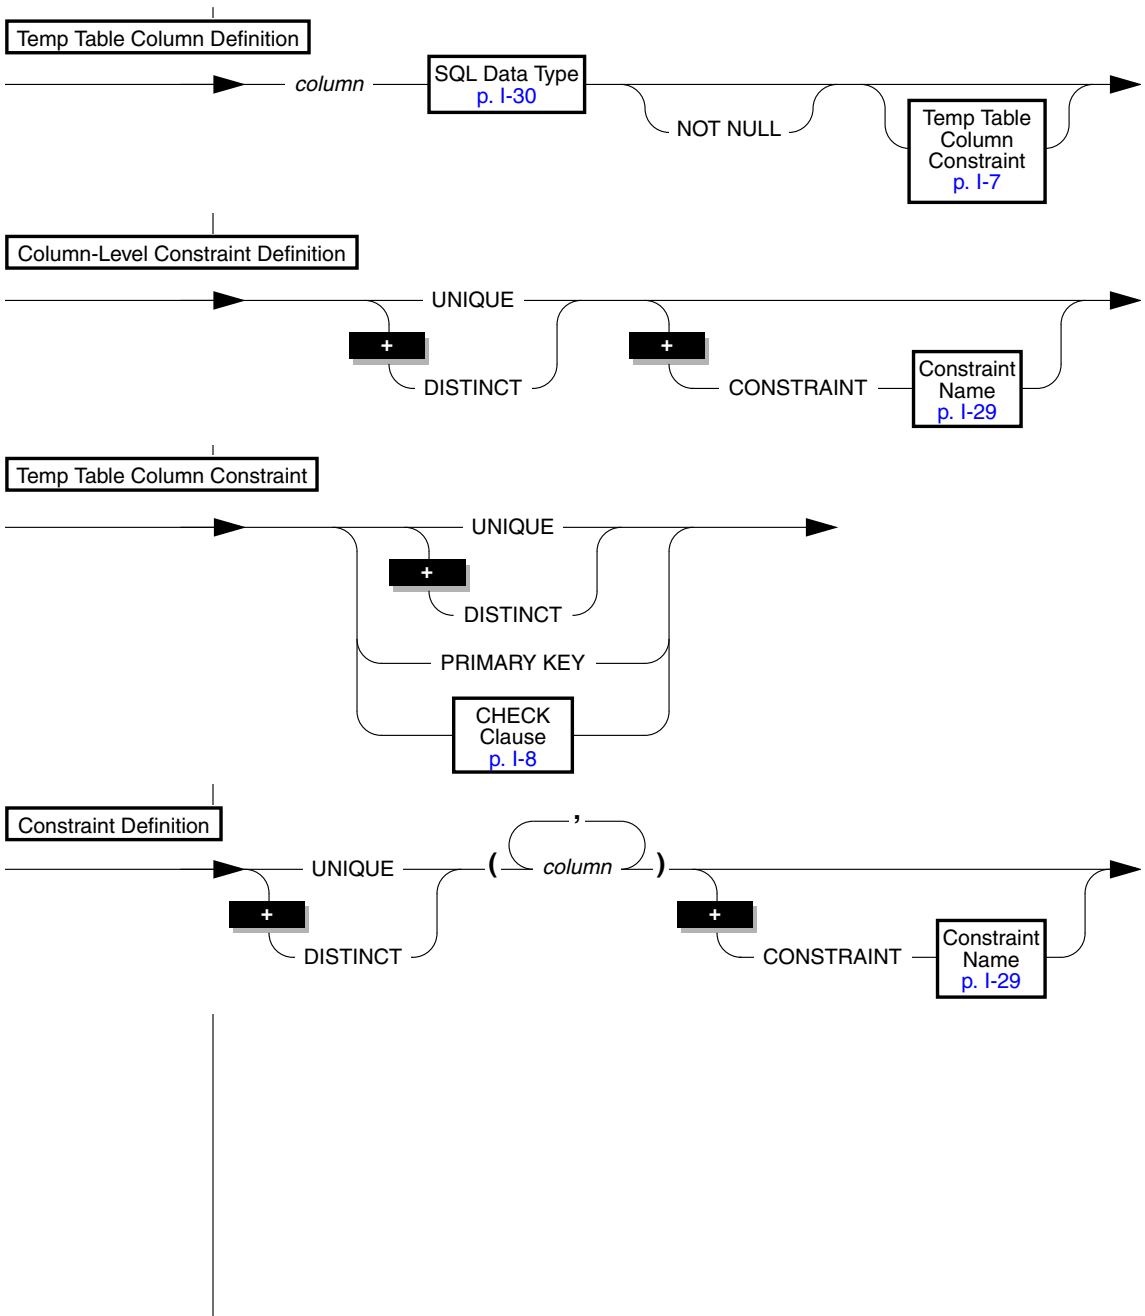 Temp Table Column Definition
column
SQL Data Type
p. I-30
NOT NULL
Temp Table
Column
Constraint
p. I-7
Column-Level Constraint Definition
UNIQUE
+
+
DISTINCT
CONSTRAINT
Constraint
Name
p. I-29
Temp Table Column Constraint
UNIQUE
+
DISTINCT
PRIMARY KEY
CHECK
Clause
p. I-8
Constraint Definition
,
UNIQUE
( column )
+
+
DISTINCT
CONSTRAINT
Constraint
Name
p. I-29